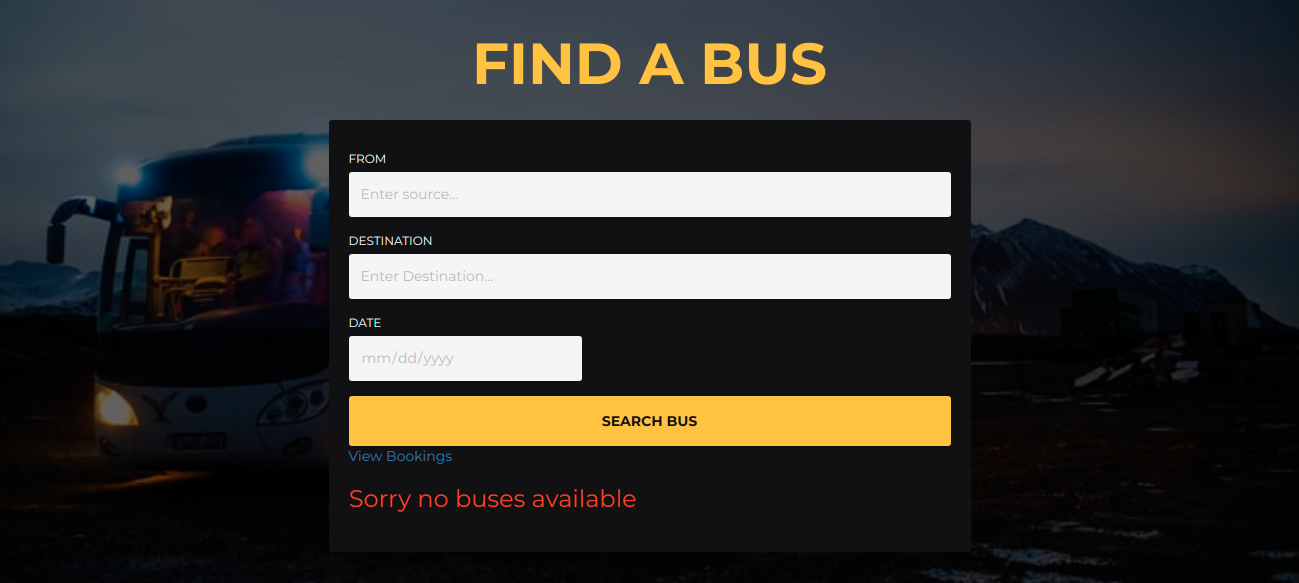 FIND A BUS
FROM
Enter source...
DESTINATION
Enter Destination...
DATE
mm/dd/yyyy
SEARCH BUS
View Bookings
Sorry no buses available